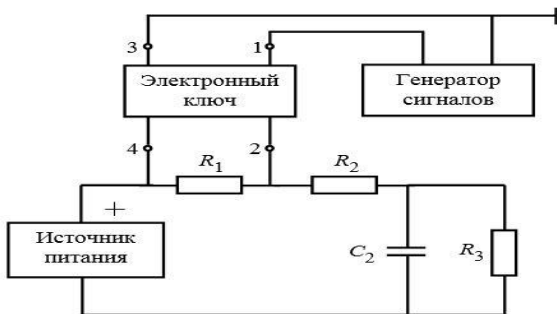 3
1
Электронный
ключ
Генератор
сигналов
4
2
R1
R2
+
Источник
питания
C2
R3